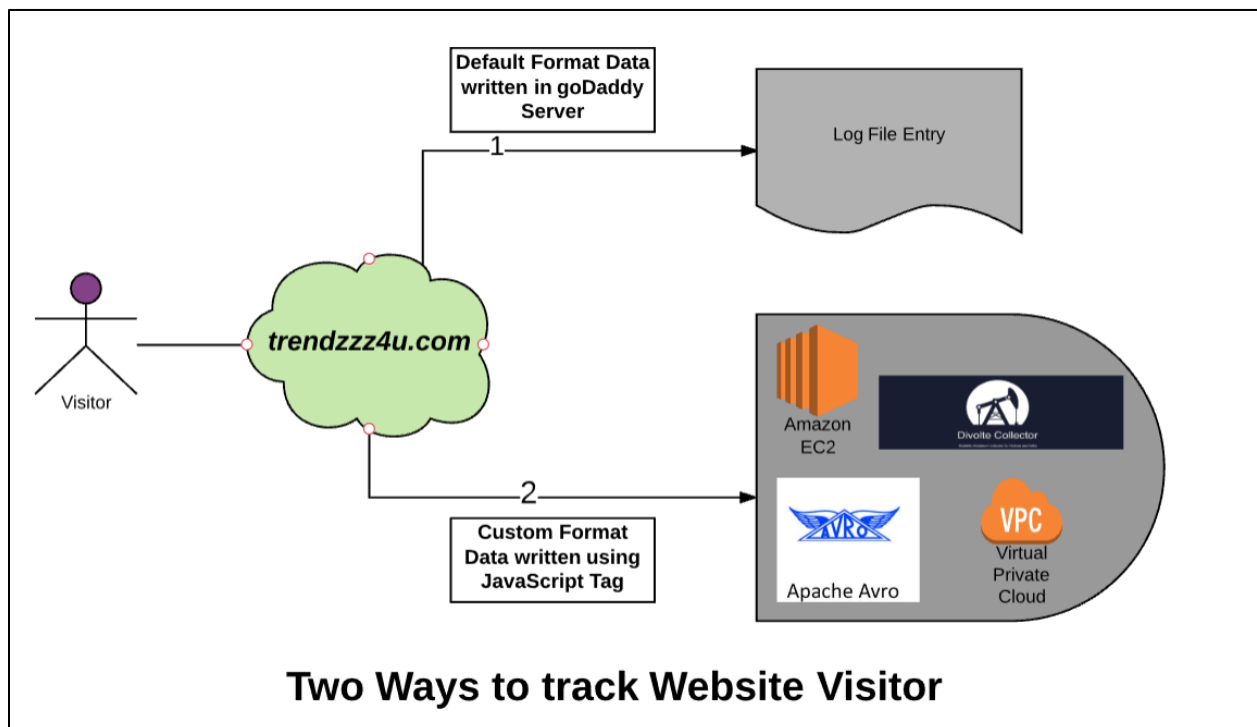 Default Format Data
written in goDaddy
Server
1
Log File Entry
trendzzz4u.com
Visitor
Amazon
EC2
Divolte Collector
2
Custom Format
Data written using
JavaScript Tag
AVRO
Apache Avro
VPC
Virtual
Private
Cloud
Two Ways to track Website Visitor